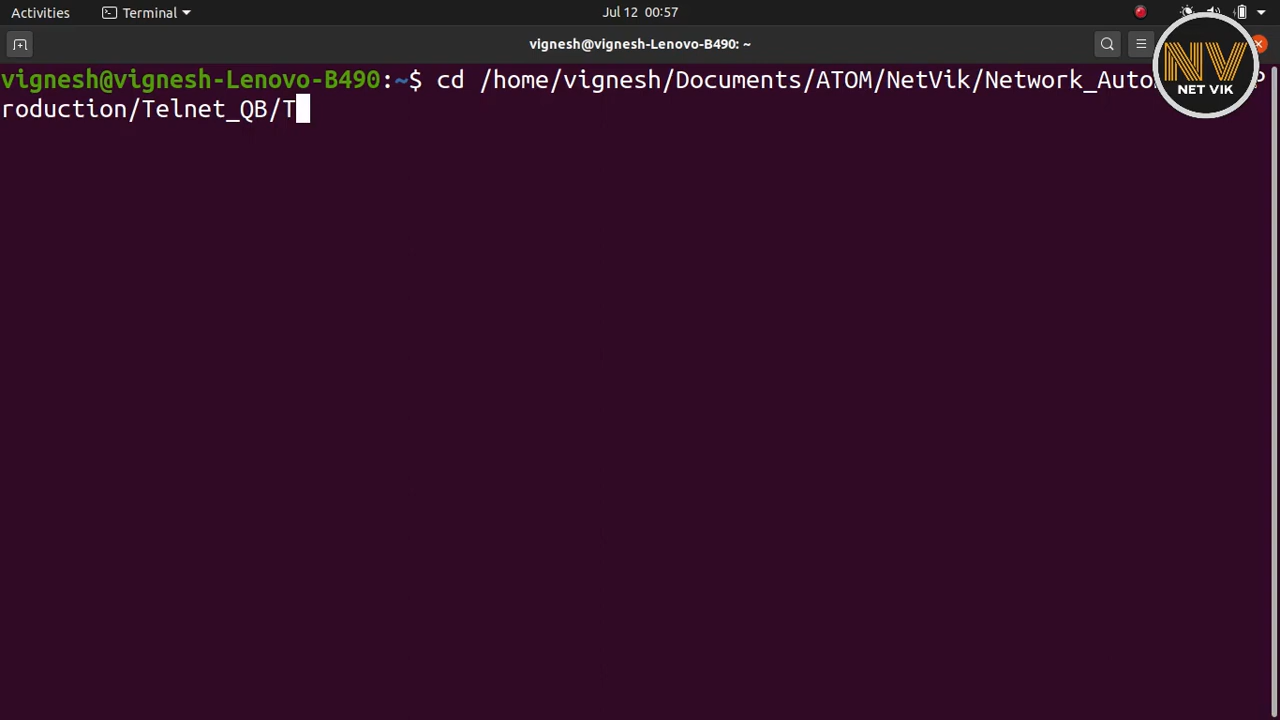 Activities
Terminal
Jul 12 00:57
vignesh@vignesh-Lenovo-B490: ~
NV
NET VIK
vignesh@vignesh-Lenovo-B490:~$ cd /home/vignesh/Documents/ATOM/NetVik/Network_Auto
roduction/Telnet_QB/T